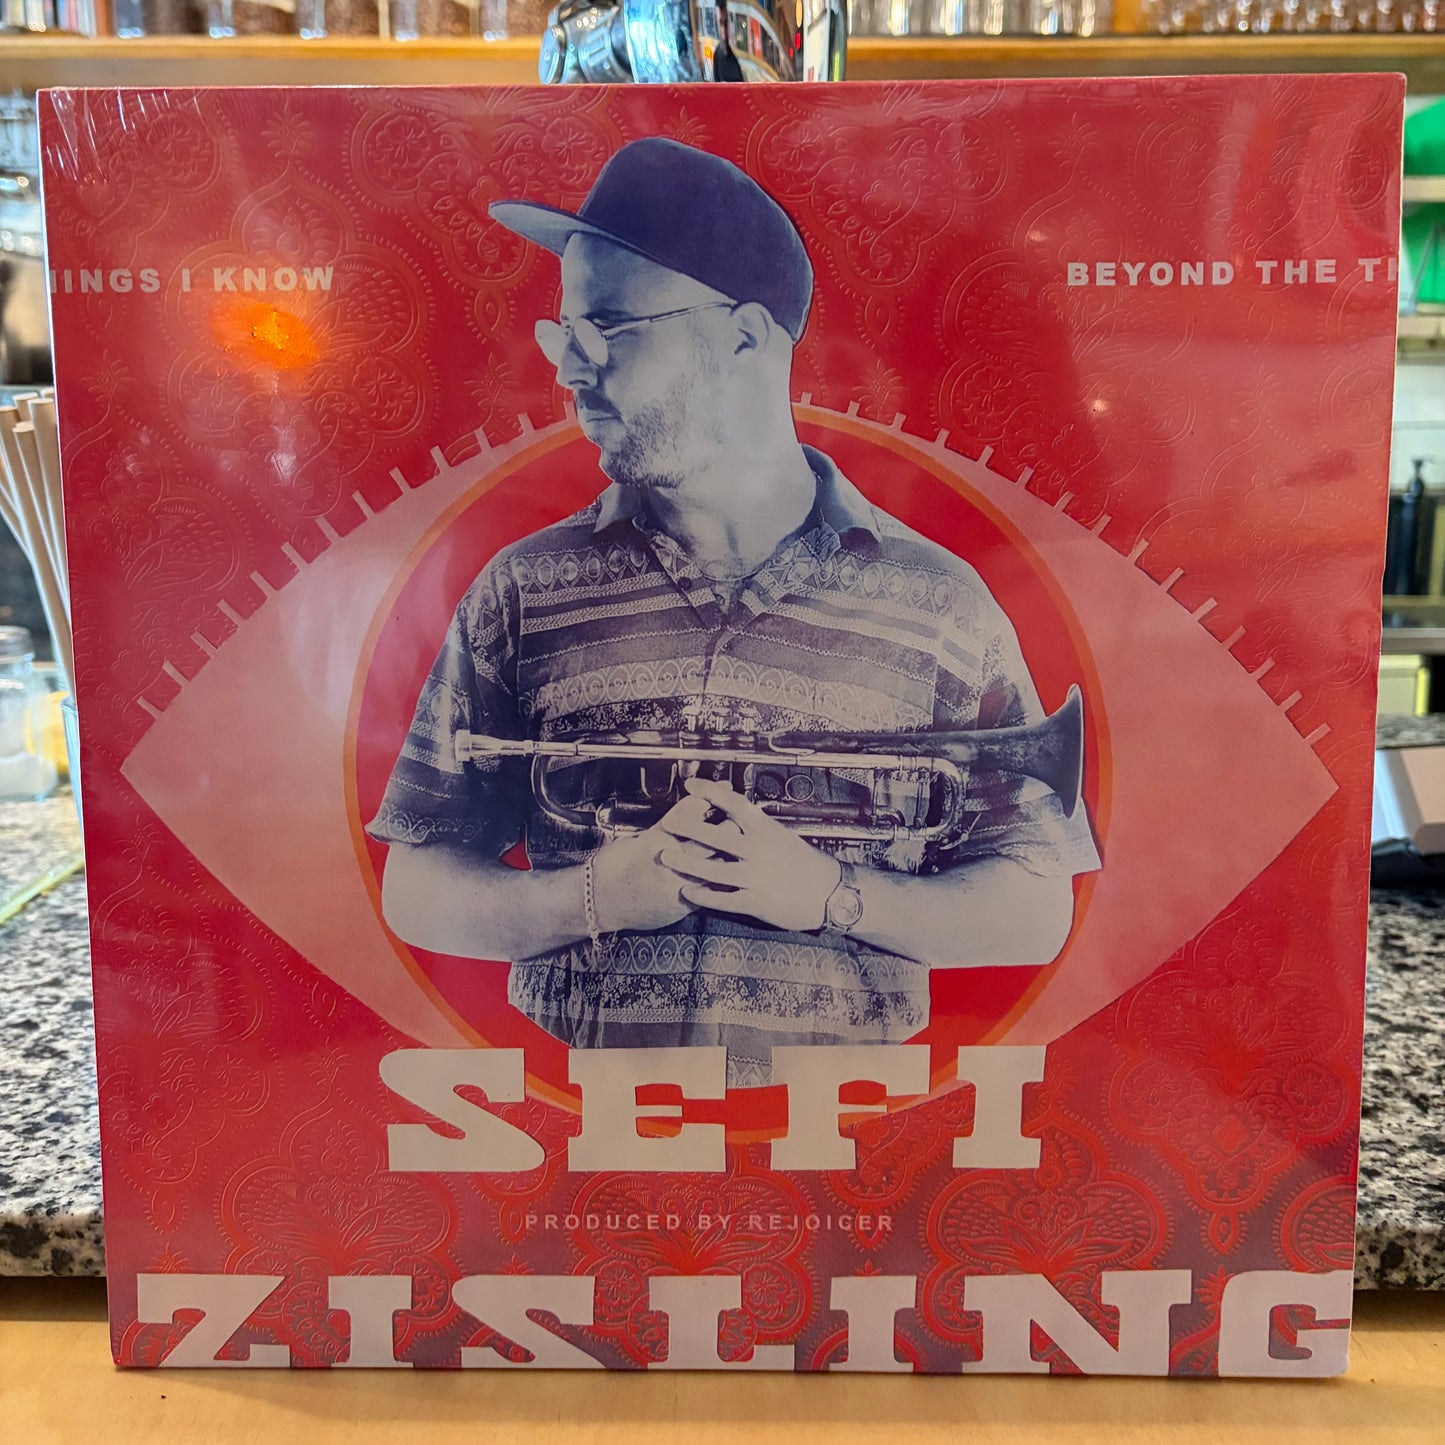 INGS I KNOW
BEYOND THE T
SEFI
PRODUCED BY REJOICER
ZISLING